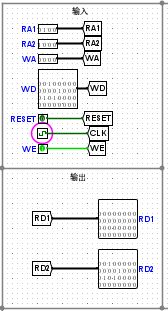 输入
RA1 RA1
RA2 RA2
WA WA
WD WD
RESET RESET
CLK
WE WE
输出
RD1 RD1
RD2 RD2